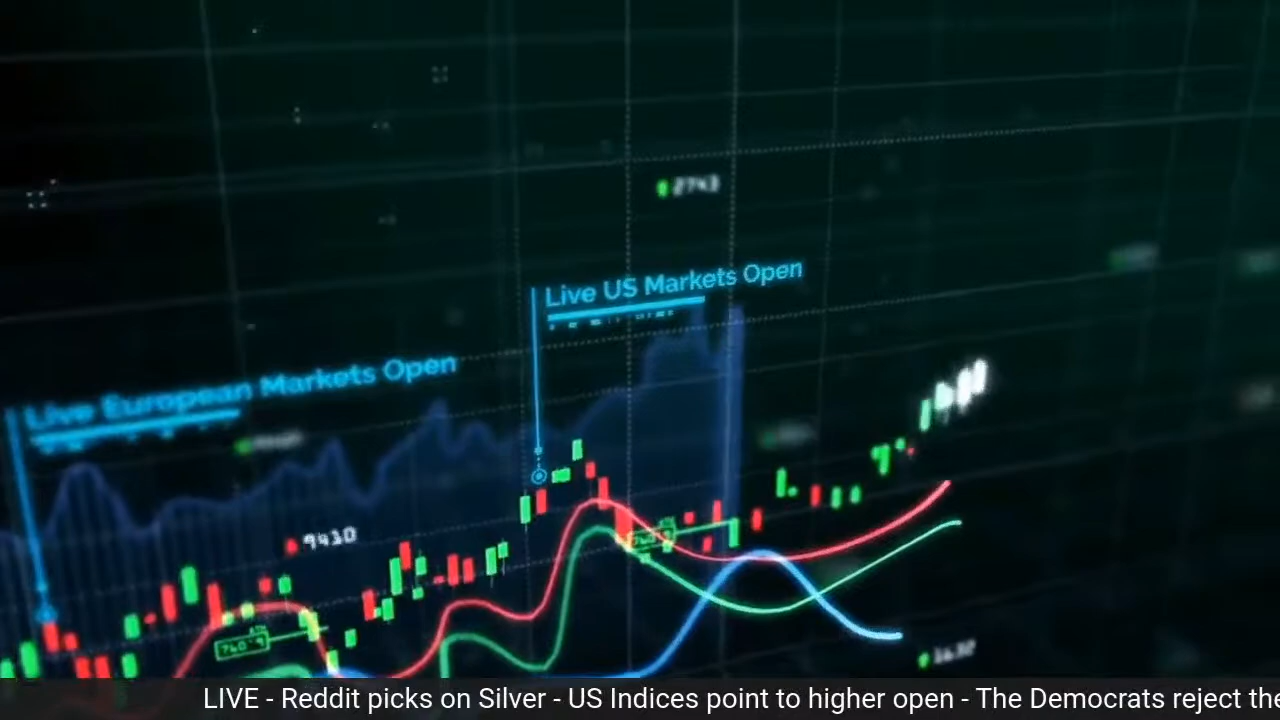 2743
Live US Markets Open
Live European Markets Open
9410
LIVE - Reddit picks on Silver - US Indices point to higher open - The Democrats reject the